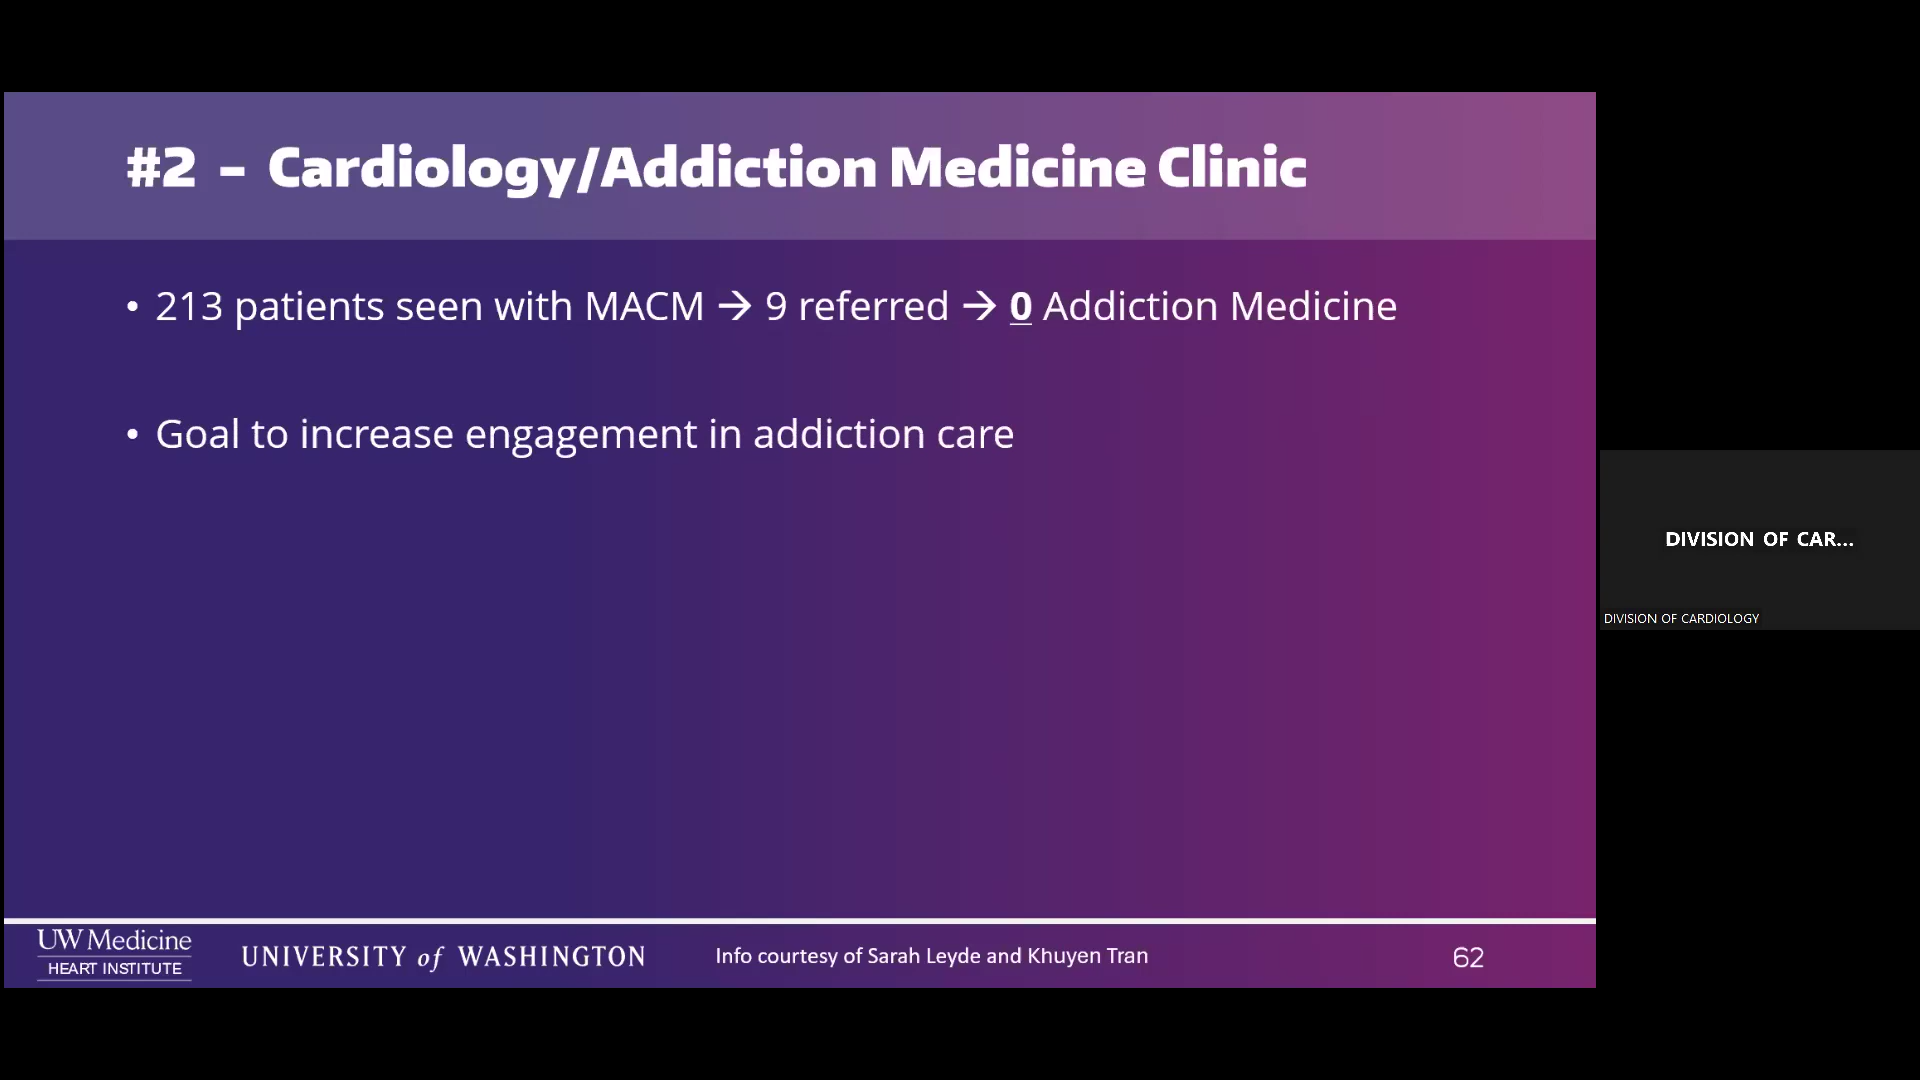 #2 – Cardiology/Addiction Medicine Clinic
• 213 patients seen with MACM → 9 referred → 0 Addiction Medicine
• Goal to increase engagement in addiction care
DIVISION OF CAR...
DIVISION OF CARDIOLOGY
UW Medicine
HEART INSTITUTE
UNIVERSITY of WASHINGTON
Info courtesy of Sarah Leyde and Khuyen Tran
62